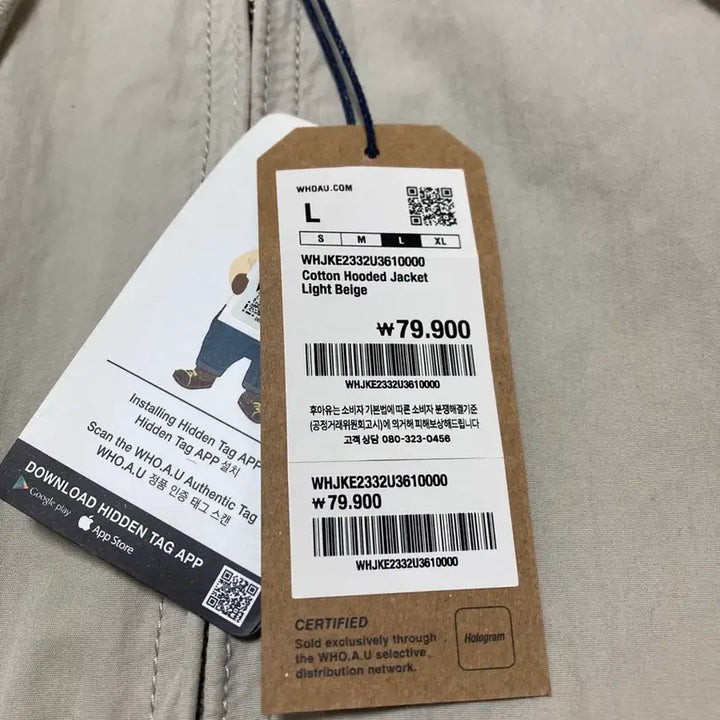 WHOAU.COM
L
S M L XL
WHJKE2332U3610000
Cotton Hooded Jacket
Light Beige
₩79.900
WHJKE2332U3610000
후아유는 소비자 기본법에 따른 소비자 분쟁해결기준
(공정거래위원회고시)에 의거해 피해보상해드립니다
고객 상담 080-323-0456
WHJKE2332U3610000
₩79.900
WHJKE2332U3610000
CERTIFIED
Sold exclusively through
the WHO.A.U selective
distribution network.
Hologram
Installing Hidden Tag APP
Hidden Tag APP 설치
Scan the WHO.A.U Authentic Tag
WHO.A.U 정품 인증 태그 스캔
DOWNLOAD HIDDEN TAG APP
Google play
App Store